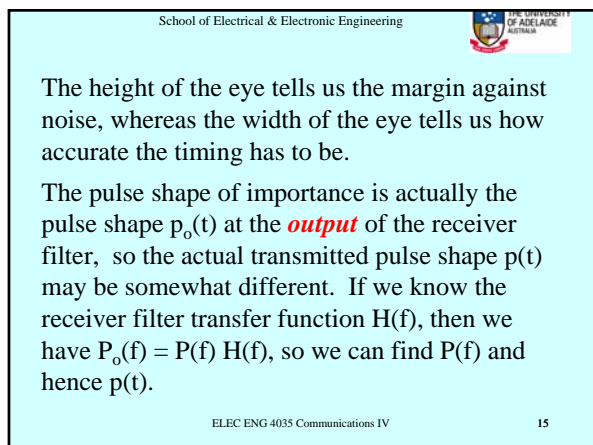 School of Electrical & Electronic Engineering
THE UNIVERSITY
OF ADELAIDE
AUSTRALIA
The height of the eye tells us the margin against
noise, whereas the width of the eye tells us how
accurate the timing has to be.
The pulse shape of importance is actually the
pulse shape pₒ(t) at the output of the receiver
filter,  so the actual transmitted pulse shape p(t)
may be somewhat different.  If we know the
receiver filter transfer function H(f), then we
have Pₒ(f) = P(f) H(f), so we can find P(f) and
hence p(t).
ELEC ENG 4035 Communications IV
15